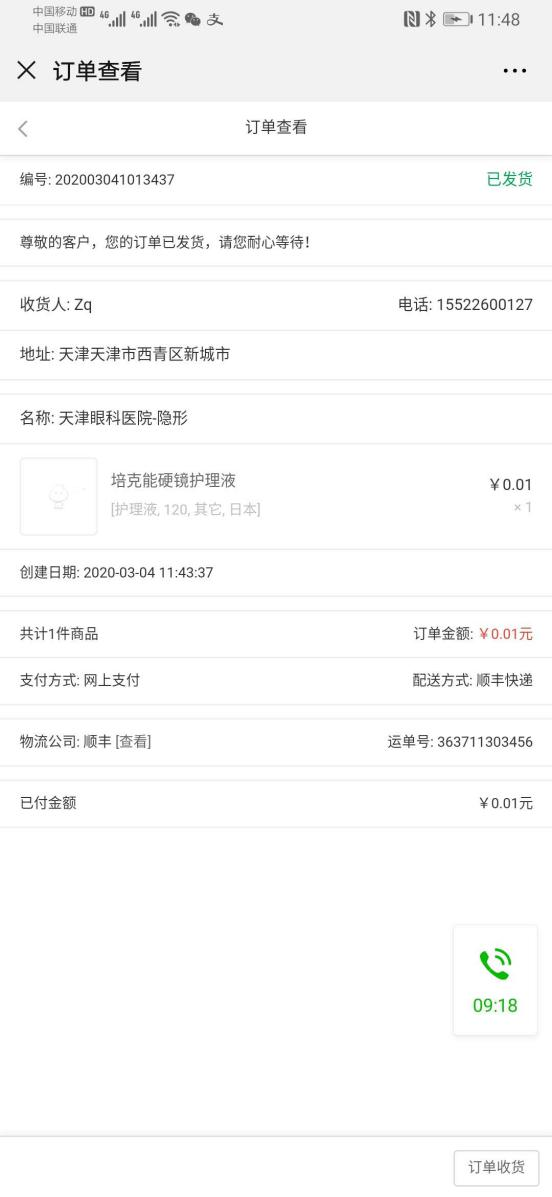 中国移动 HD 4G 4G 11:48
中国联通
订单查看
订单查看
编号: 202003041013437 已发货
尊敬的客户，您的订单已发货，请您耐心等待！
收货人: Zq 电话: 15522600127
地址: 天津天津市西青区新城市
名称: 天津眼科医院-隐形
培克能硬镜护理液 ￥0.01
[护理液, 120, 其它, 日本] × 1
创建日期: 2020-03-04 11:43:37
共计1件商品 订单金额: ￥0.01元
支付方式: 网上支付 配送方式: 顺丰快递
物流公司: 顺丰 [查看] 运单号: 363711303456
已付金额 ￥0.01元
09:18
订单收货